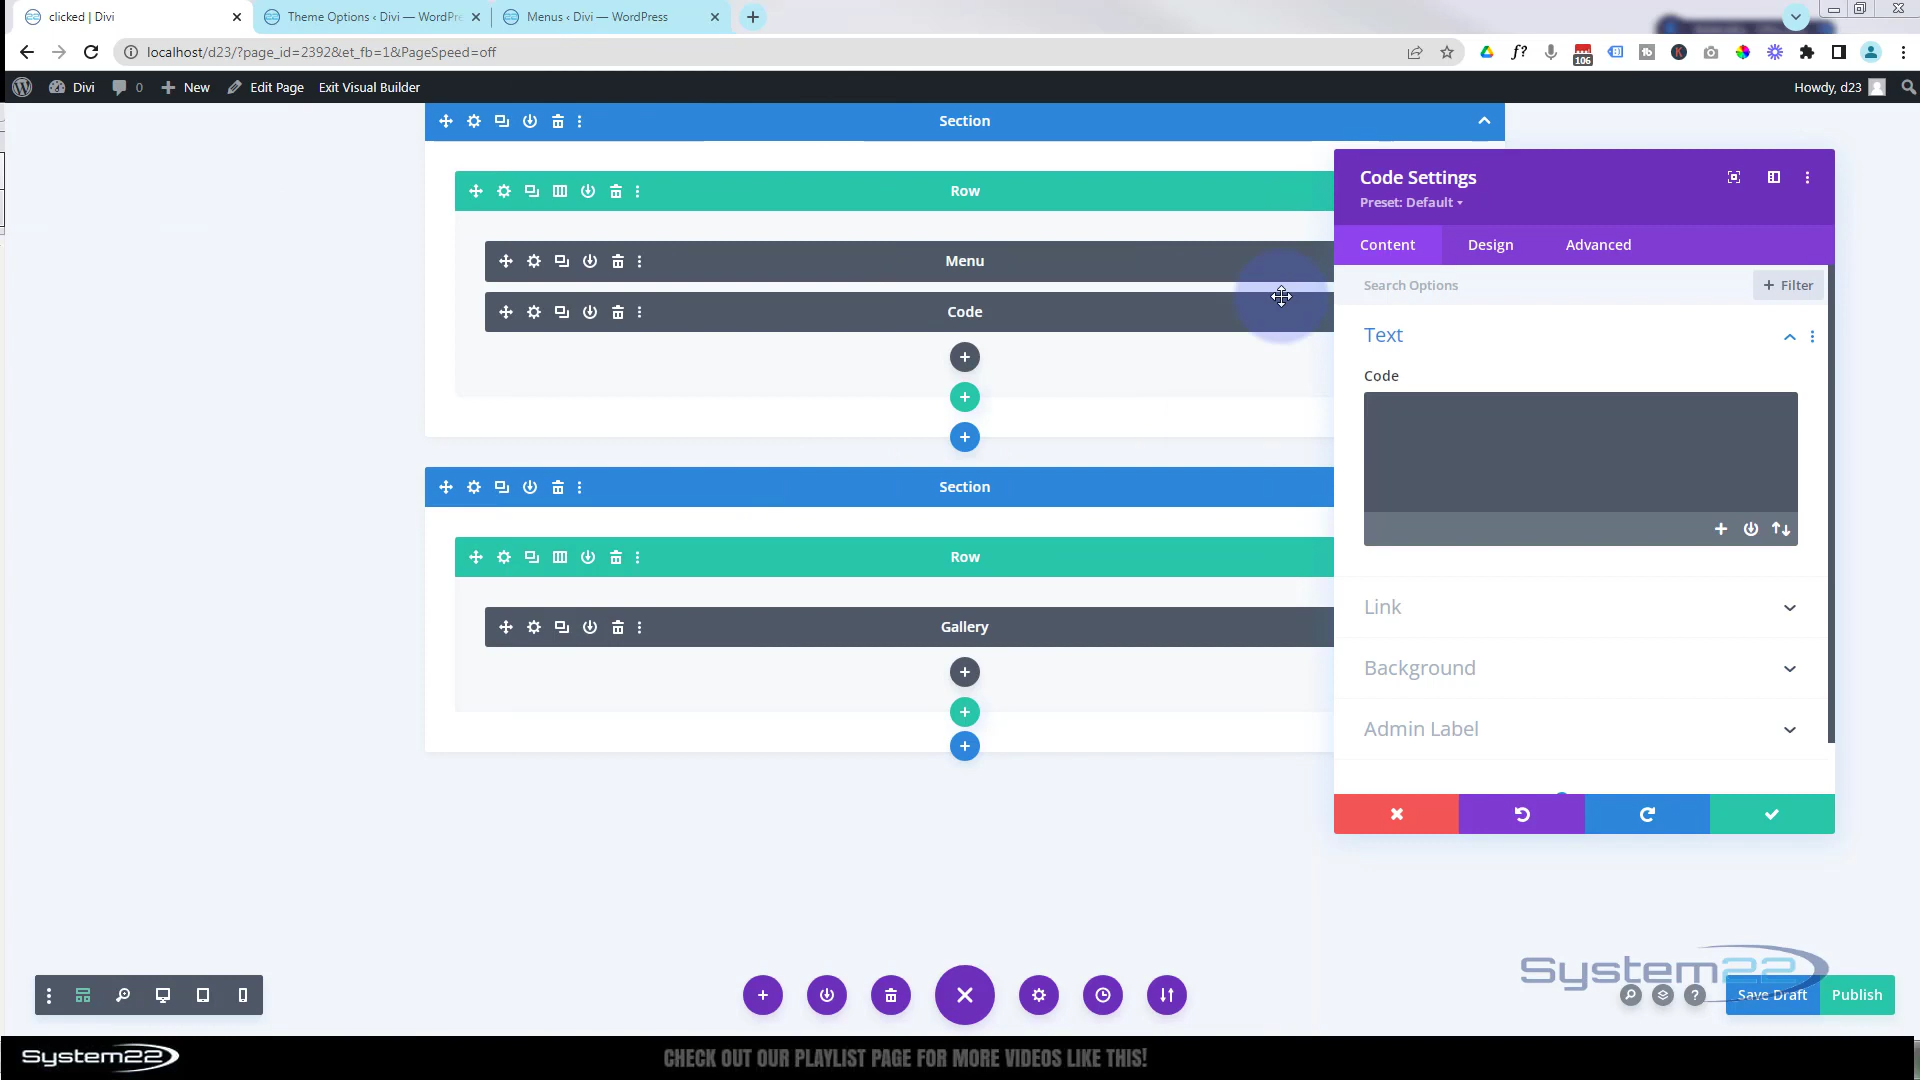 clicked | Divi
Theme Options ‹ Divi — WordPre
Menus ‹ Divi — WordPress
localhost/d23/?page_id=2392&et_fb=1&PageSpeed=off
f?
tb
K
106
Divi
0
New
Edit Page
Exit Visual Builder
Howdy, d23
Section
Row
Menu
Code
Section
Row
Gallery
Code Settings
Preset: Default
Content
Design
Advanced
Search Options
+ Filter
Text
Code
Link
Background
Admin Label
System22
?
Save Draft
Publish
System22
CHECK OUT OUR PLAYLIST PAGE FOR MORE VIDEOS LIKE THIS!